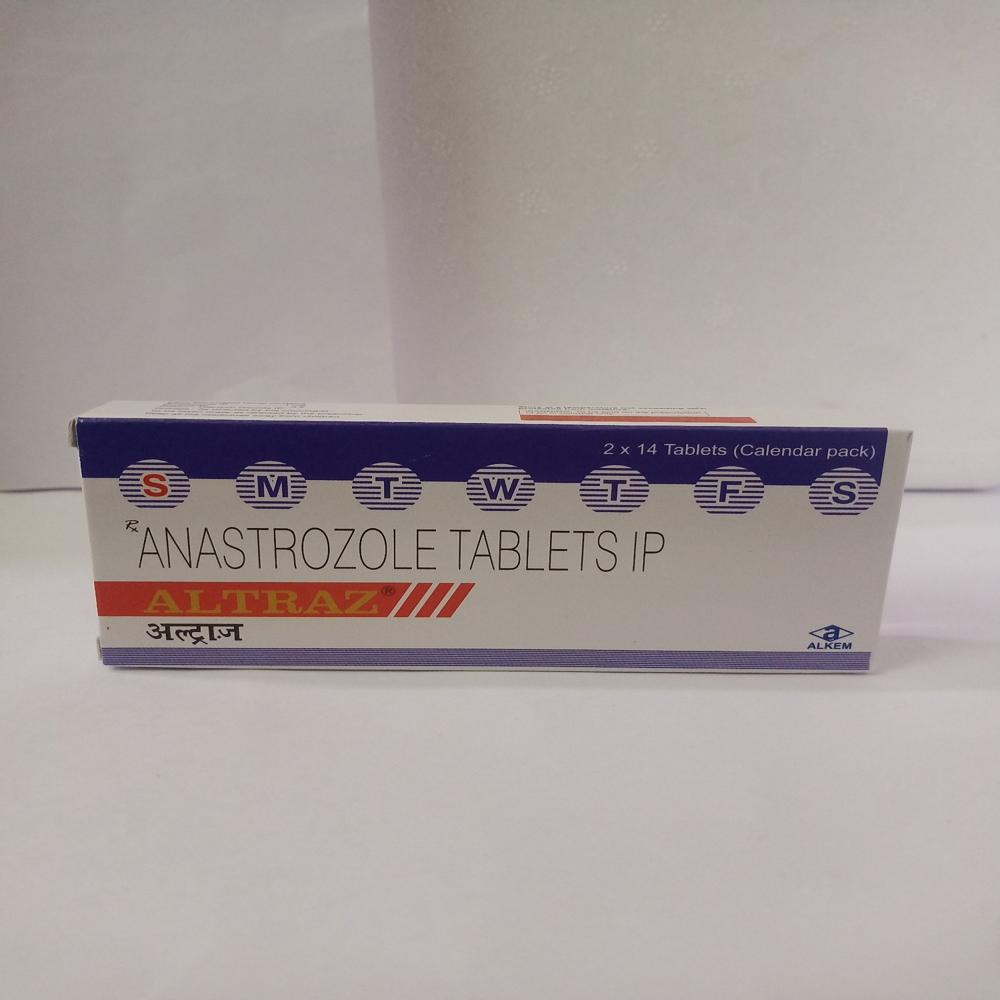 2 x 14 Tablets (Calendar pack)
S M T W T F S
Rx ANASTROZOLE TABLETS IP
ALTRAZ®
अल्ट्राज़
a
ALKEM